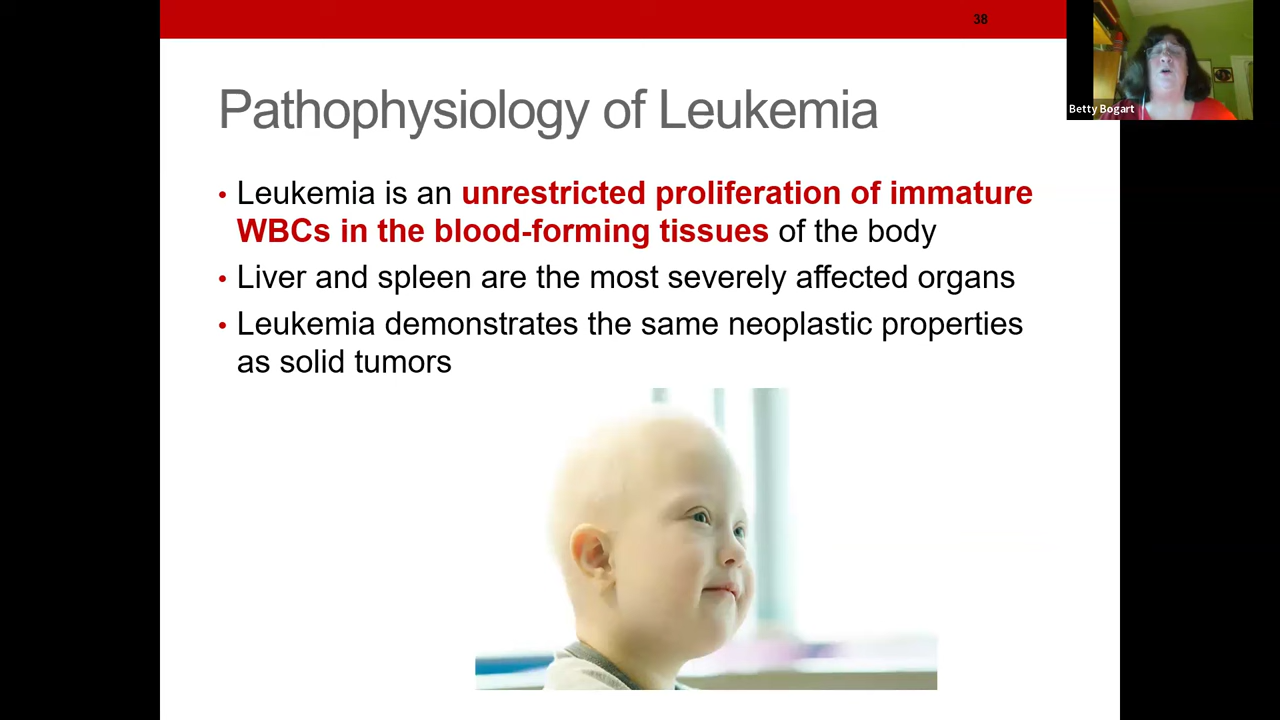 38
Betty Bogart
Pathophysiology of Leukemia
• Leukemia is an unrestricted proliferation of immature
WBCs in the blood-forming tissues of the body
• Liver and spleen are the most severely affected organs
• Leukemia demonstrates the same neoplastic properties
as solid tumors